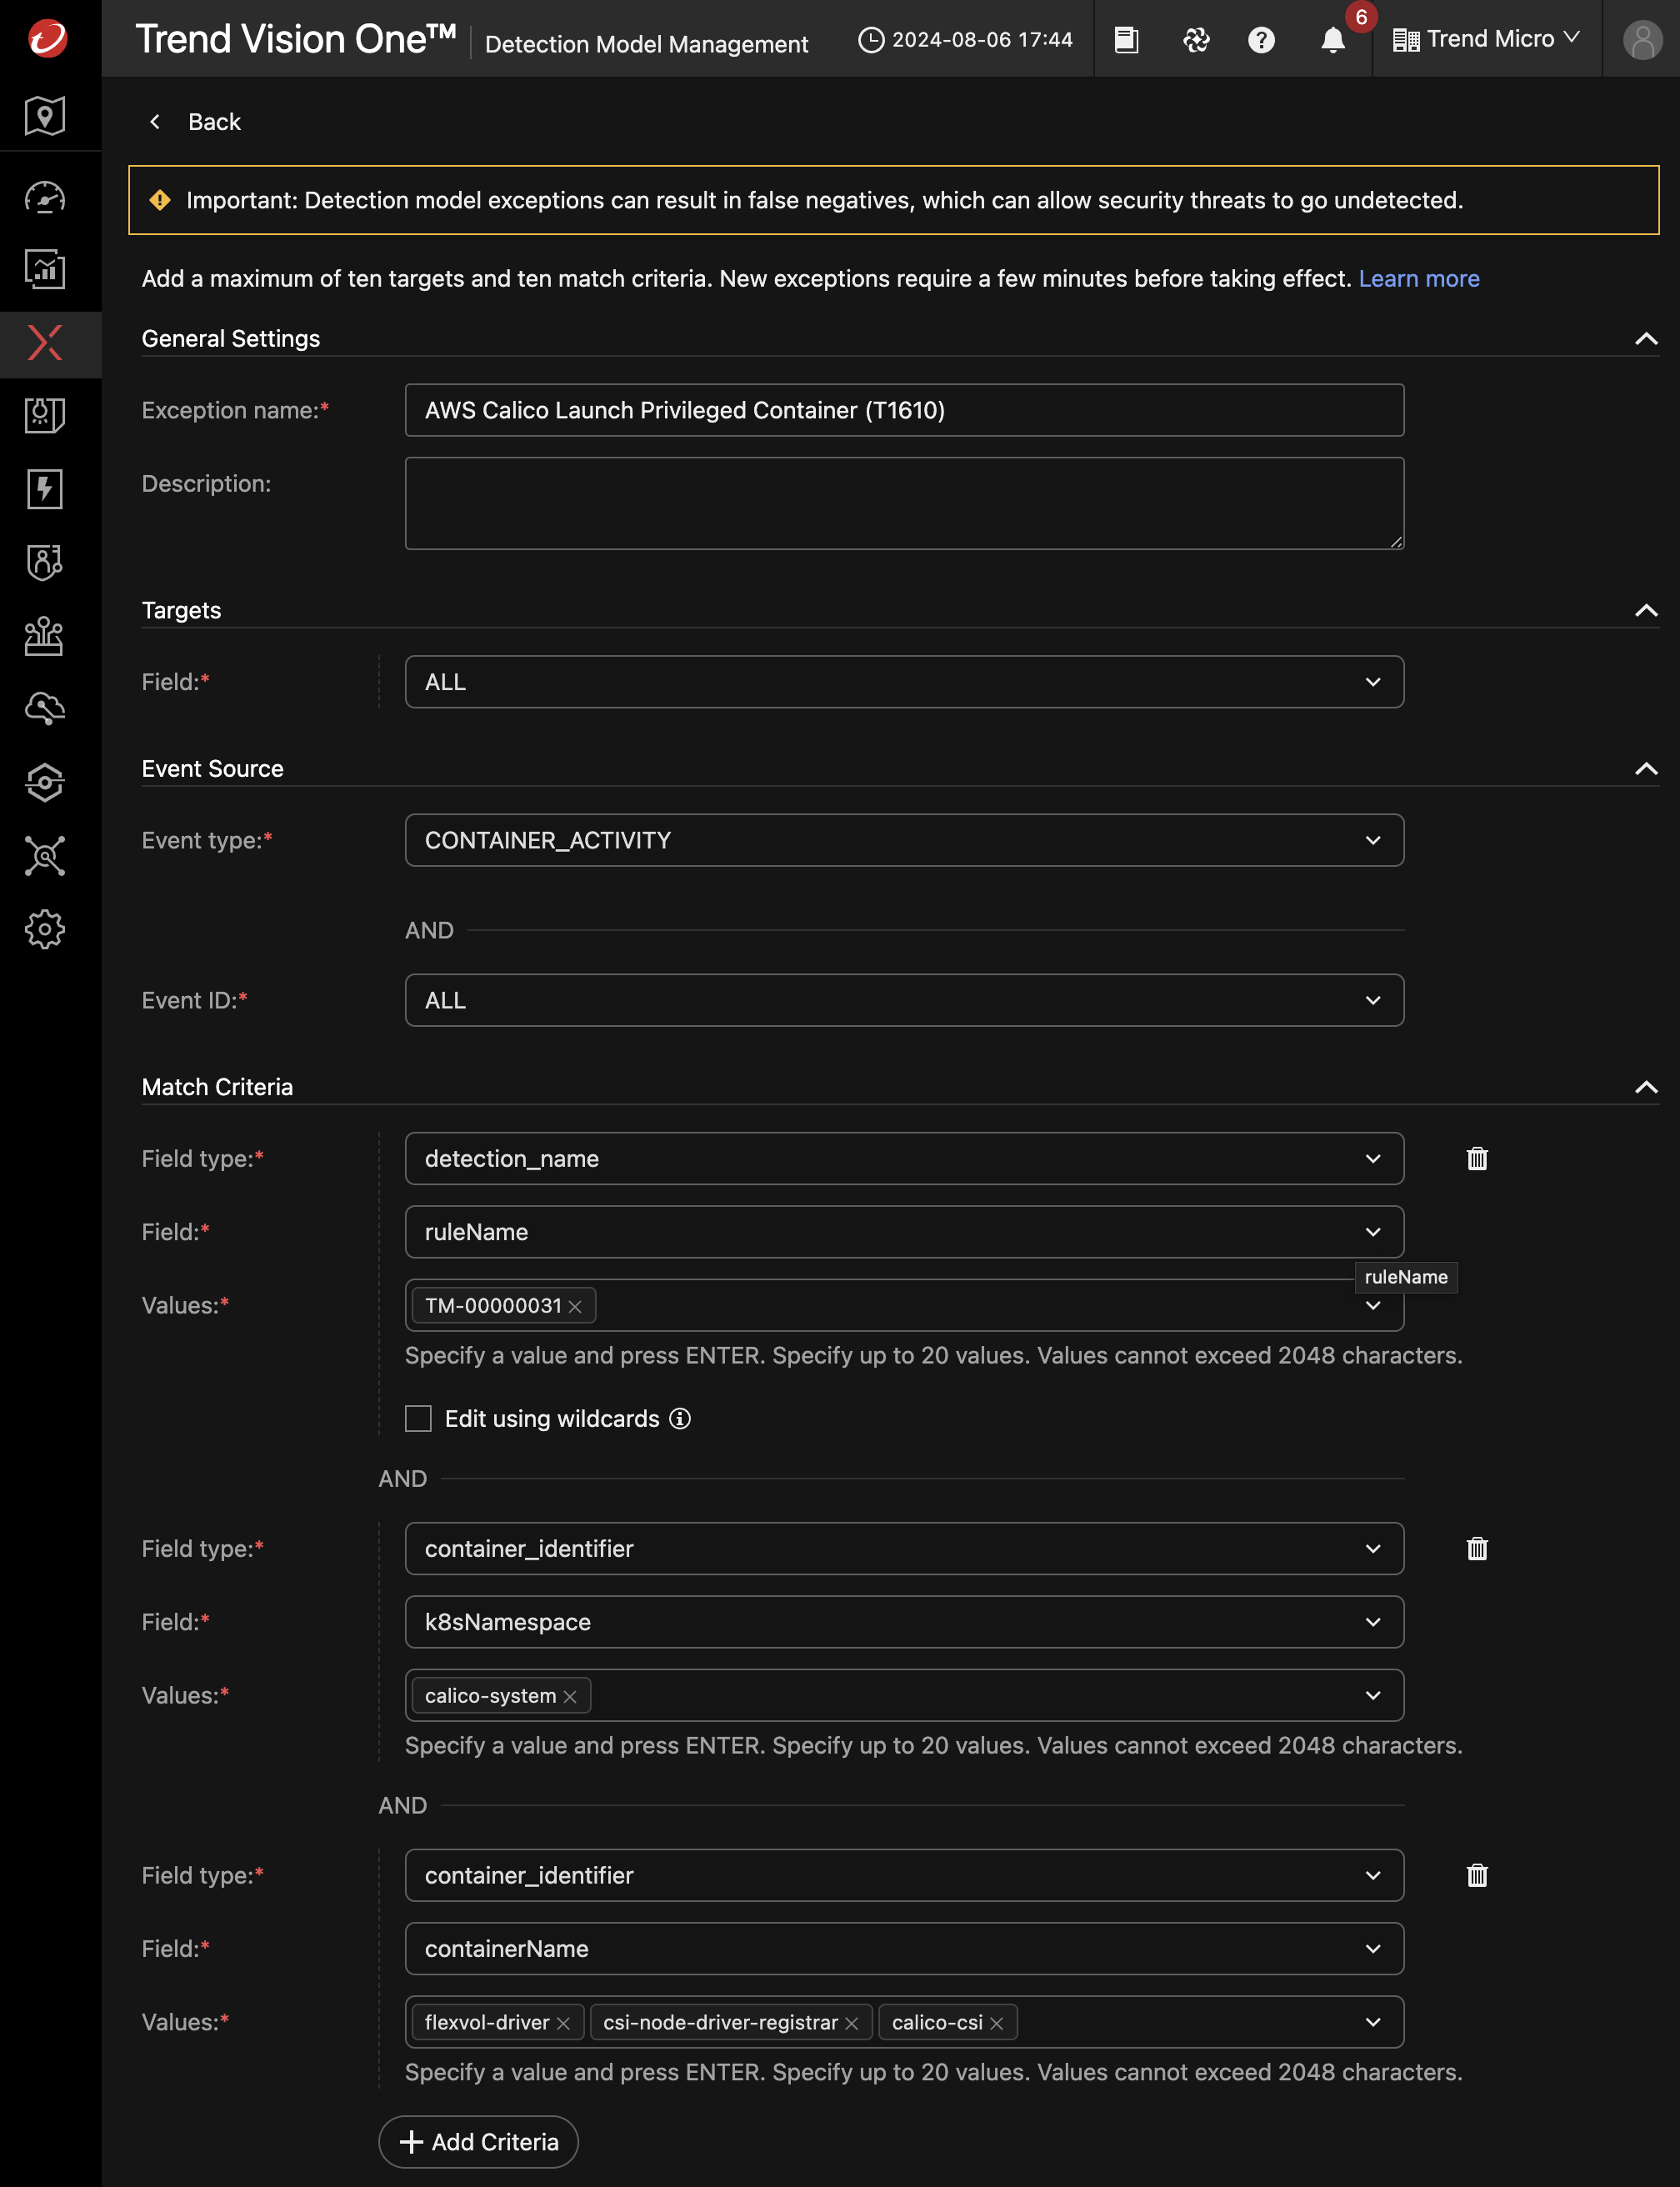 Trend Vision One™ Detection Model Management 2024-08-06 17:44 6 Trend Micro
Back
Important: Detection model exceptions can result in false negatives, which can allow security threats to go undetected.
Add a maximum of ten targets and ten match criteria. New exceptions require a few minutes before taking effect. Learn more
General Settings
Exception name:* AWS Calico Launch Privileged Container (T1610)
Description:
Targets
Field:* ALL
Event Source
Event type:* CONTAINER_ACTIVITY
AND
Event ID:* ALL
Match Criteria
Field type:* detection_name
Field:* ruleName
ruleName
Values:* TM-00000031
Specify a value and press ENTER. Specify up to 20 values. Values cannot exceed 2048 characters.
Edit using wildcards
AND
Field type:* container_identifier
Field:* k8sNamespace
Values:* calico-system
Specify a value and press ENTER. Specify up to 20 values. Values cannot exceed 2048 characters.
AND
Field type:* container_identifier
Field:* containerName
Values:* flexvol-driver csi-node-driver-registrar calico-csi
Specify a value and press ENTER. Specify up to 20 values. Values cannot exceed 2048 characters.
Add Criteria